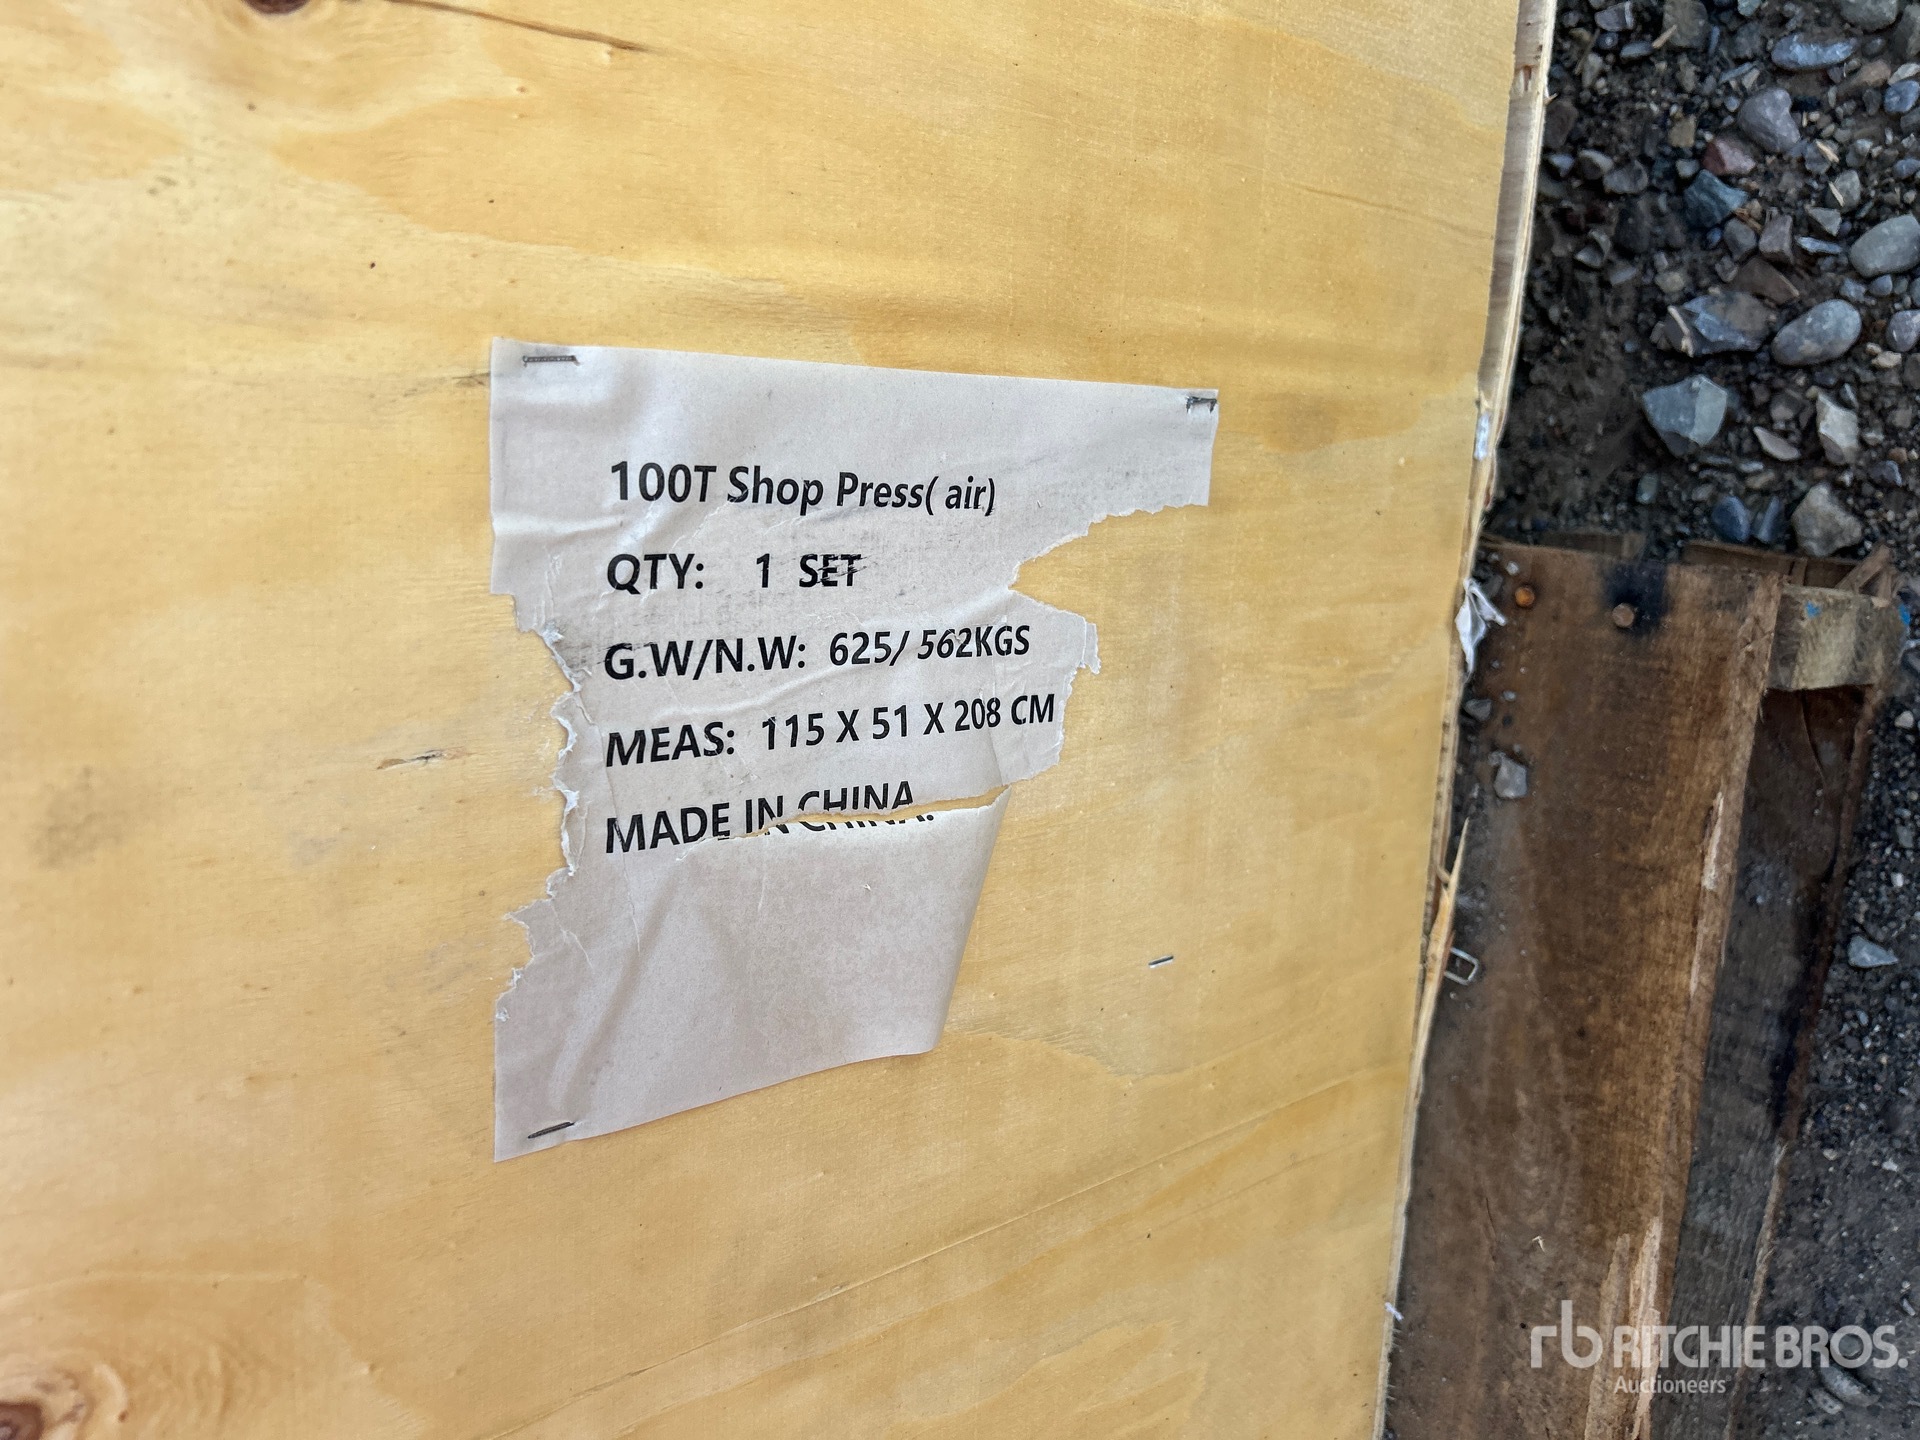 100T Shop Press( air)
QTY: 1 SET
G.W/N.W: 625/ 562KGS
MEAS: 115 X 51 X 208 CM
MADE IN CHINA.
rb RITCHIE BROS.
Auctioneers